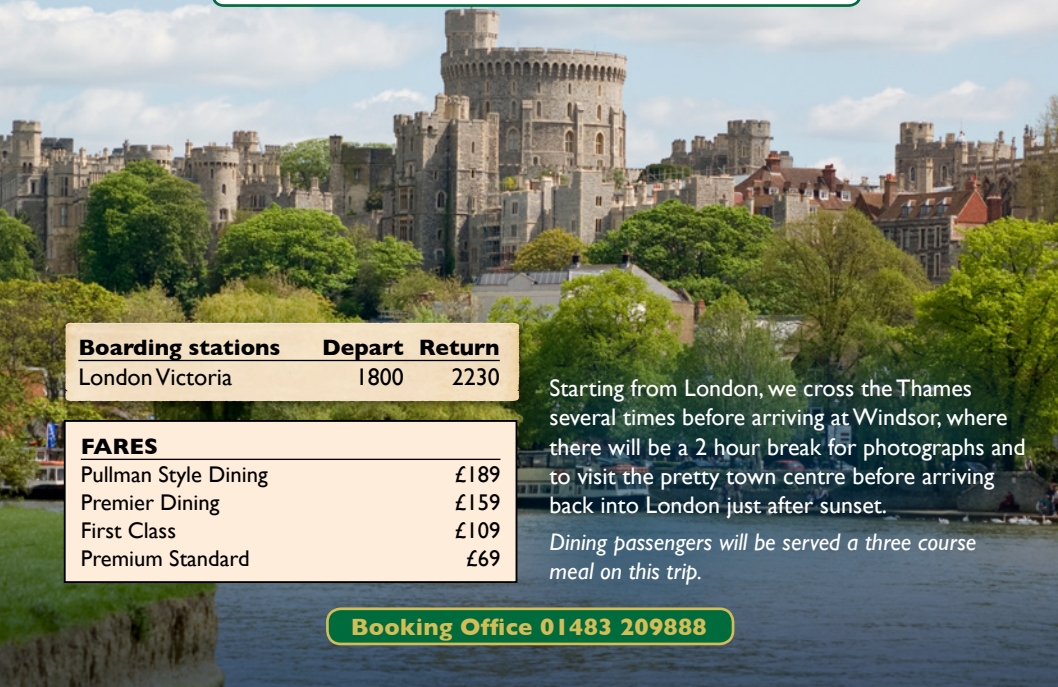 Boarding stations Depart Return
London Victoria 1800 2230
FARES
Pullman Style Dining £189
Premier Dining £159
First Class £109
Premium Standard £69
Starting from London, we cross the Thames
several times before arriving at Windsor, where
there will be a 2 hour break for photographs and
to visit the pretty town centre before arriving
back into London just after sunset.
Dining passengers will be served a three course
meal on this trip.
Booking Office 01483 209888